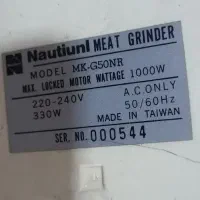 Nautiunl MEAT GRINDER
MODEL MK-G50NR
MAX. LOCKED MOTOR WATTAGE 1000W
220-240V A.C.ONLY
330W 50/60Hz
MADE IN TAIWAN
SER. NO. 000544